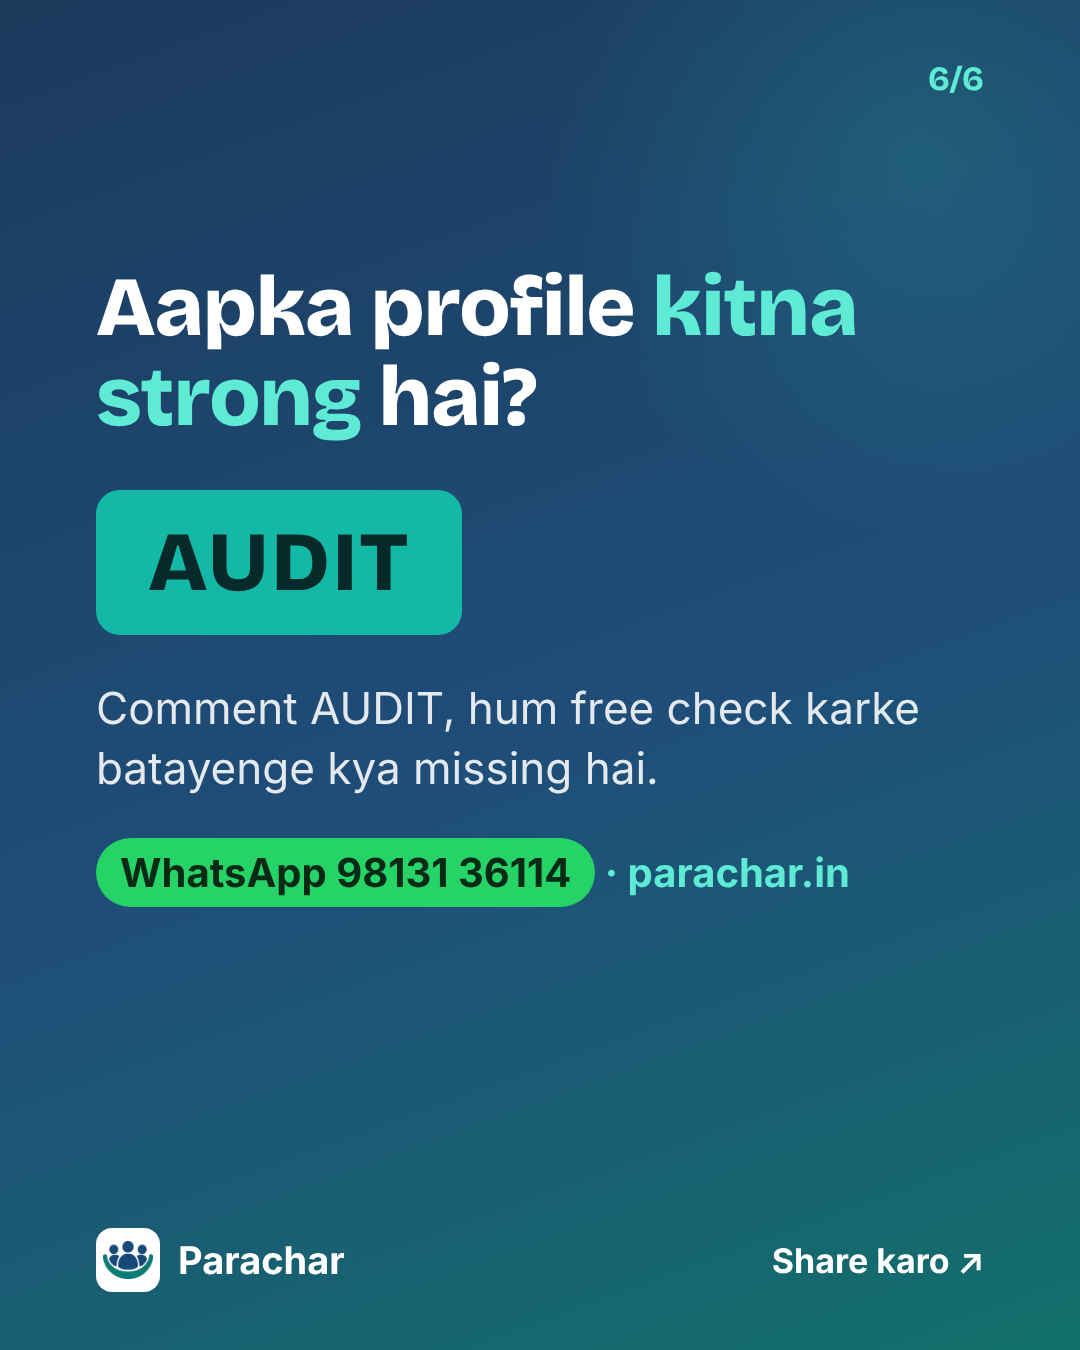 6/6
Aapka profile kitna
strong hai?
AUDIT
Comment AUDIT, hum free check karke
batayenge kya missing hai.
WhatsApp 98131 36114 · parachar.in
Parachar
Share karo ↗